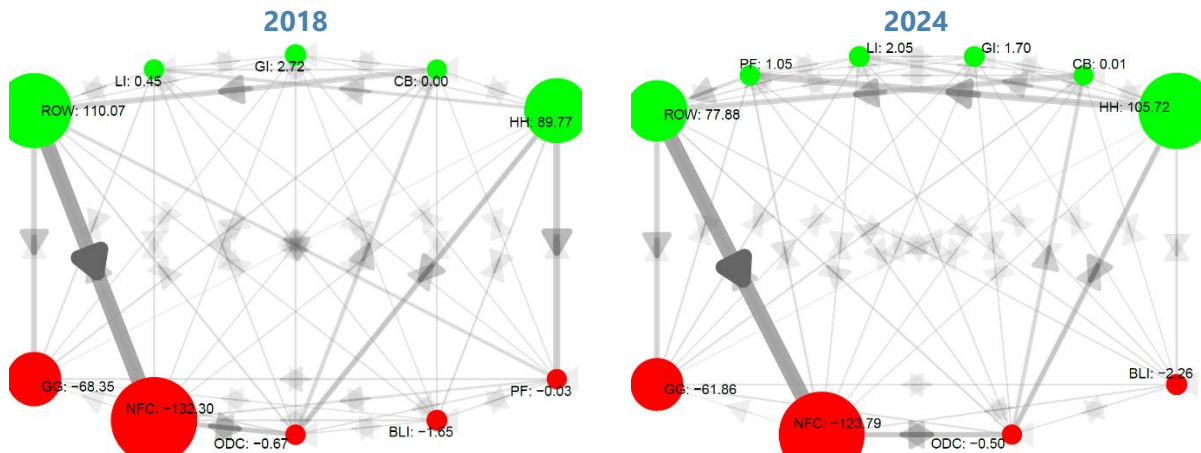 2018
GI: 2.72
LI: 0.45
CB: 0.00
ROW: 110.07
HH: 89.77
GG: −68.35
PF: −0.03
NFC: −132.30
BLI: −1.65
ODC: −0.67
2024
LI: 2.05
GI: 1.70
PF: 1.05
CB: 0.01
HH: 105.72
ROW: 77.88
BLI: −2.26
GG: −61.86
NFC: −123.79
ODC: −0.50